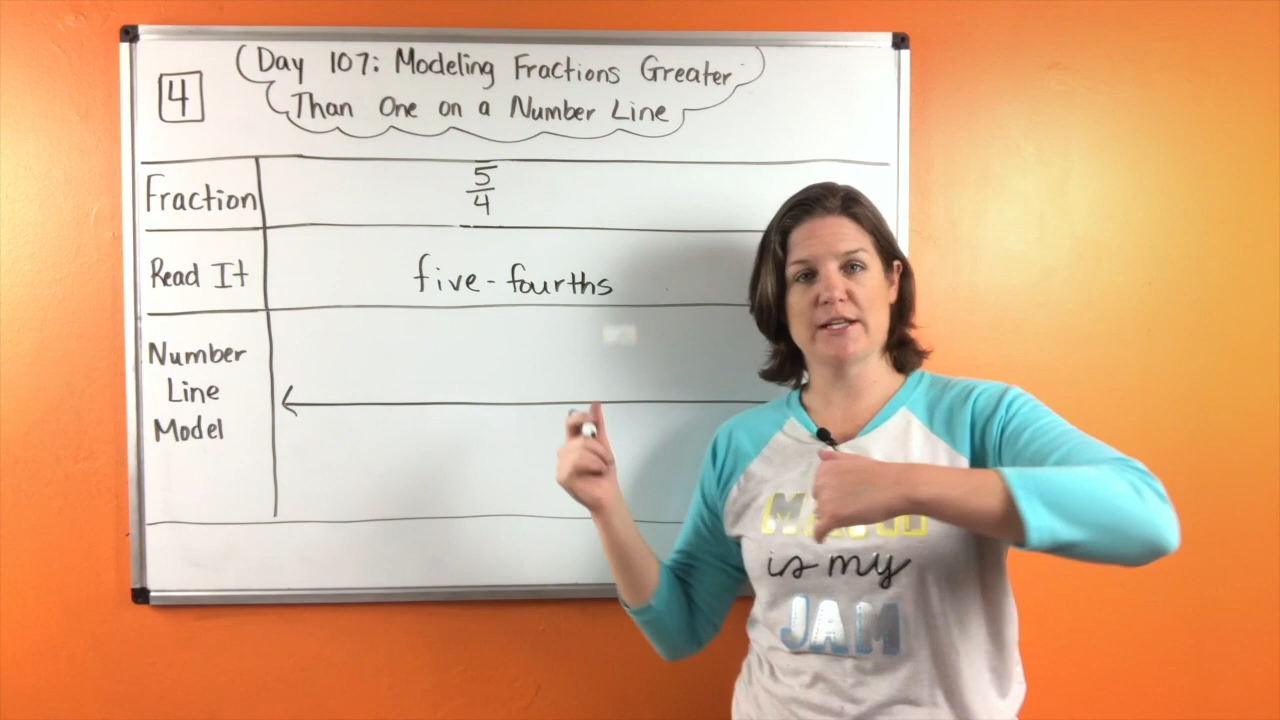 4
Day 107: Modeling Fractions Greater
Than One on a Number Line
Fraction
5
4
Read It
five-fourths
Number
Line
Model
MATH
is my
JAM